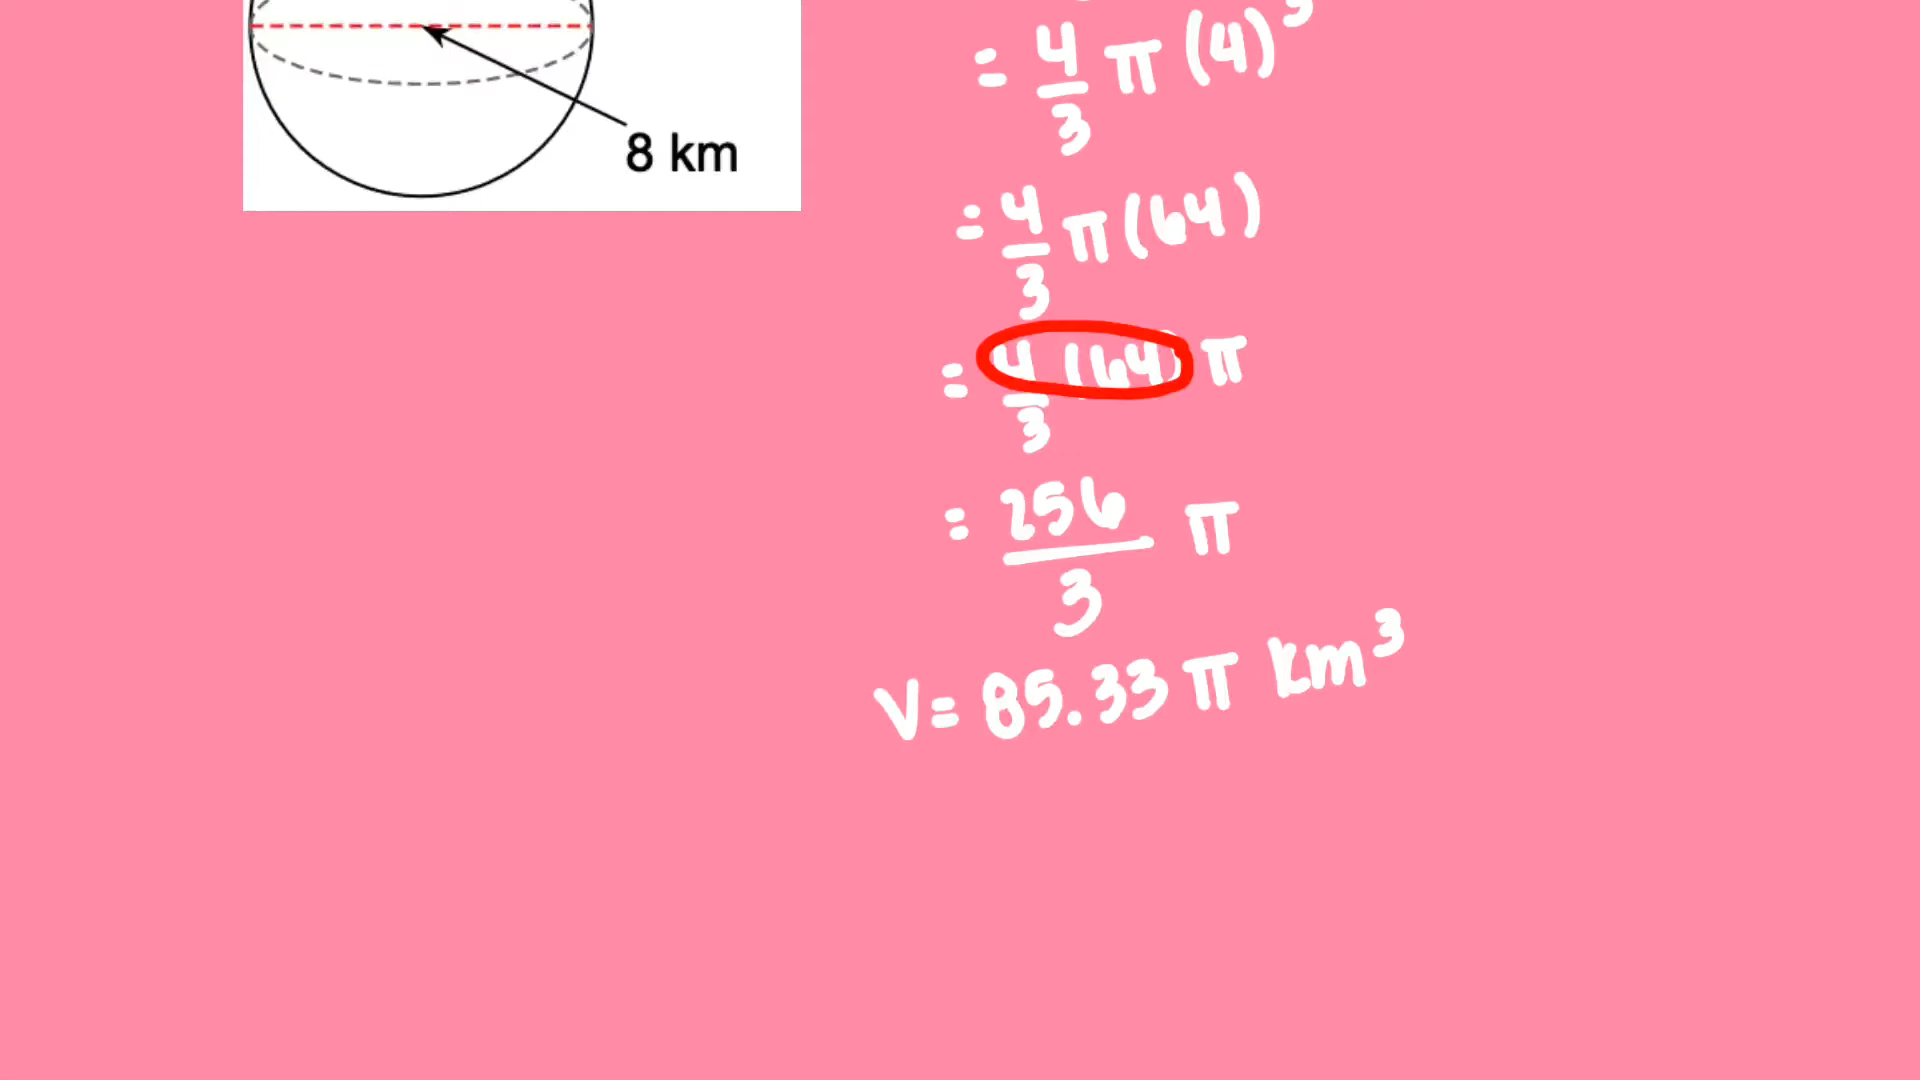 8 km
= 4/3 π (4)³
= 4/3 π (64)
= 4/3 (64) π
= 256/3 π
V = 85.33 π km³